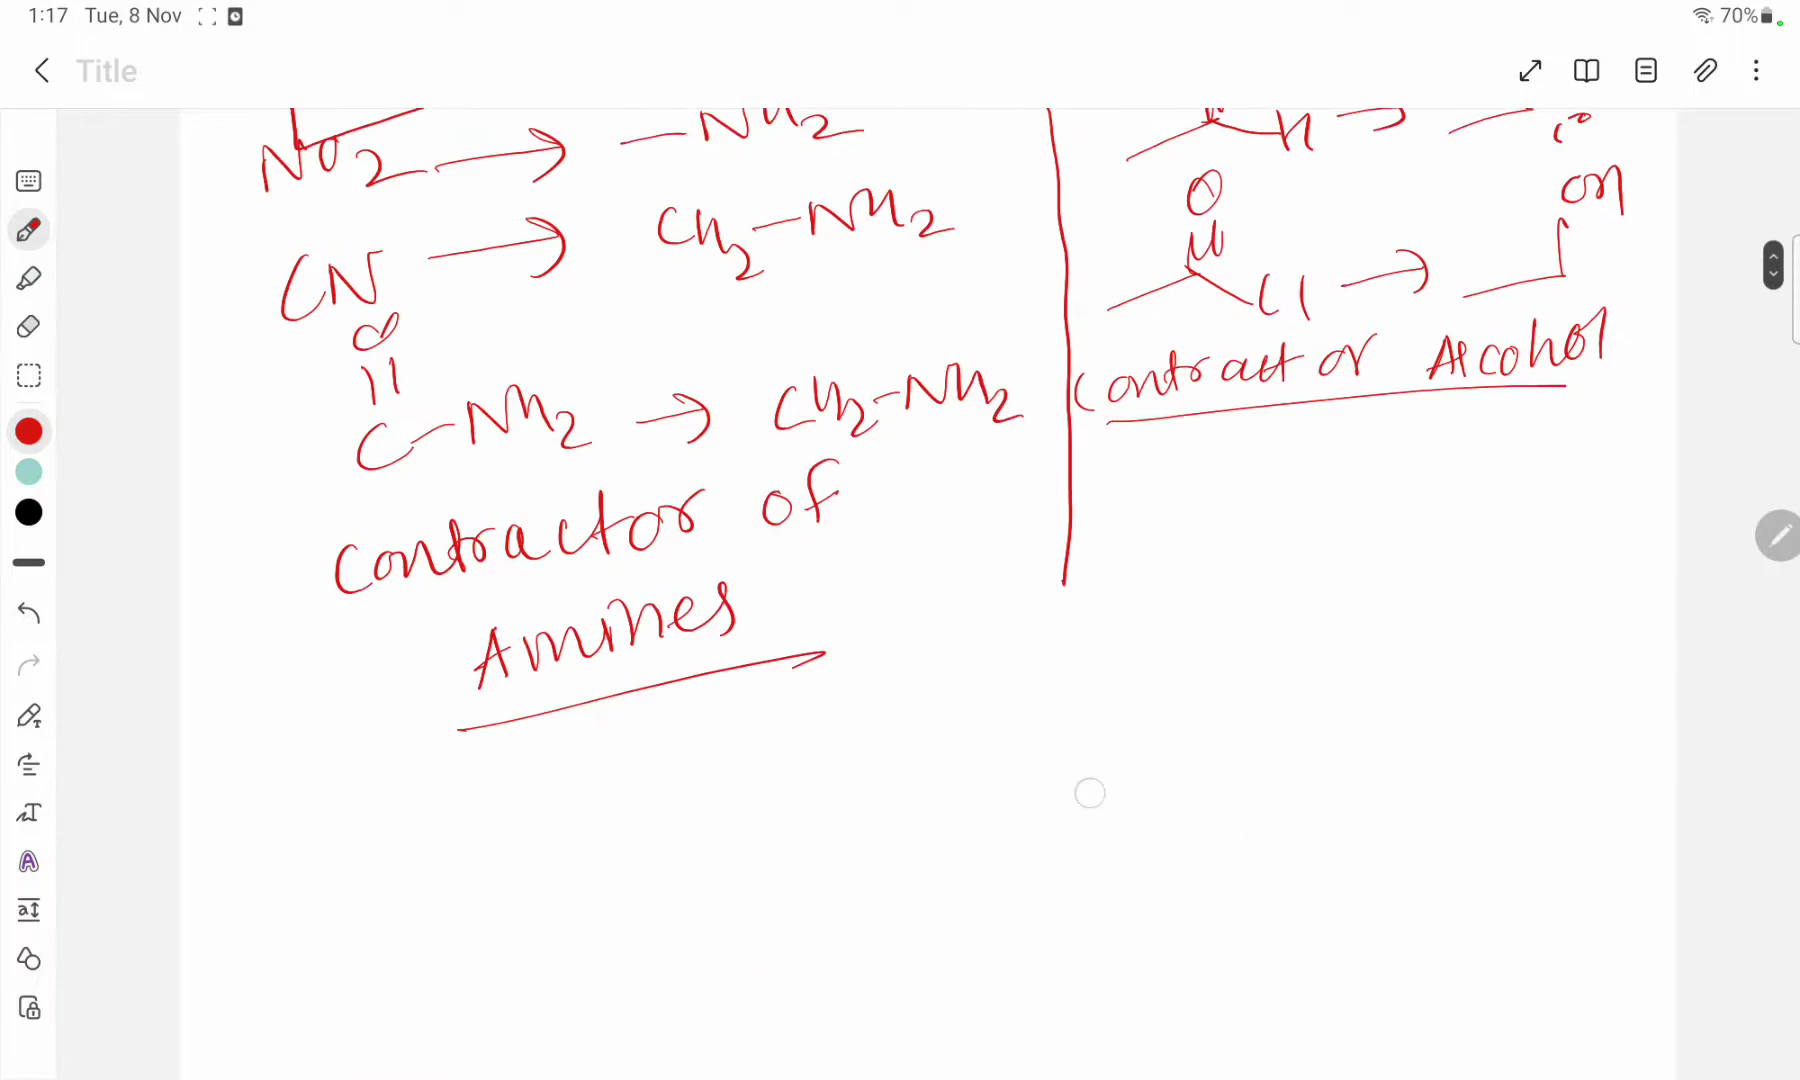 1:17 Tue, 8 Nov
70%
Title
NO2 → —NH2
CN → CH2—NH2
O
||
C—NH2 → CH2—NH2
Contractor of
Amines
H →
O
||
Cl → OH
Contractor Alcohol